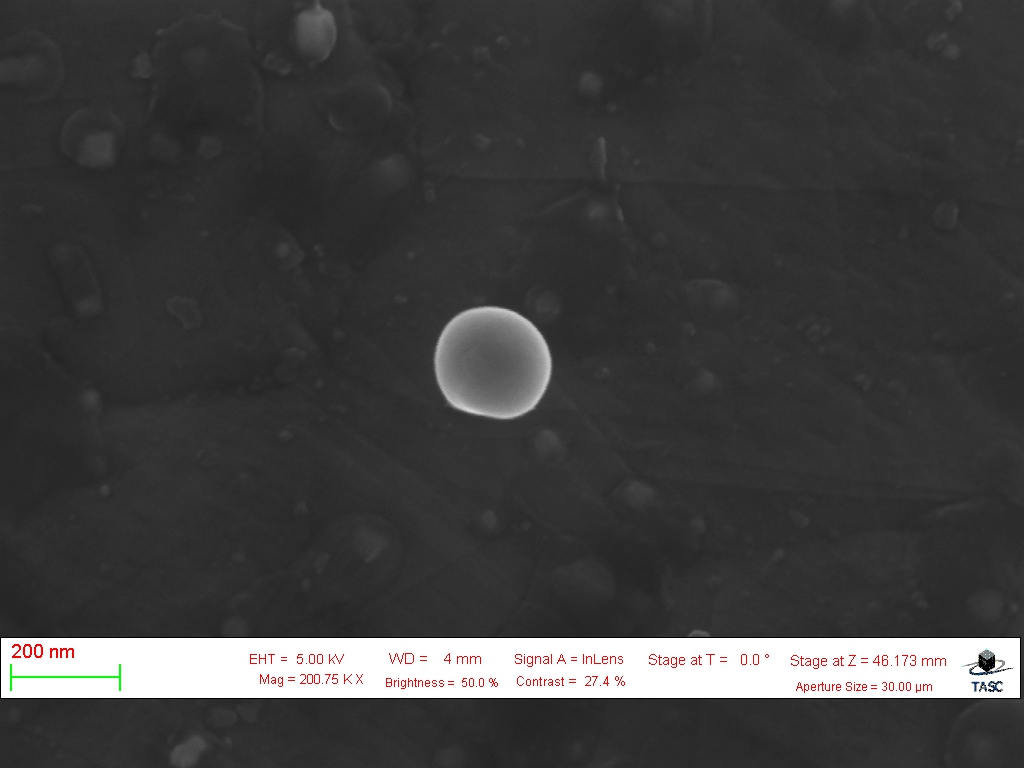 200 nm
EHT = 5.00 kV WD = 4 mm Signal A = InLens Stage at T = 0.0 ° Stage at Z = 46.173 mm
Mag = 200.75 K X Brightness = 50.0 % Contrast = 27.4 % Aperture Size = 30.00 µm
TASC